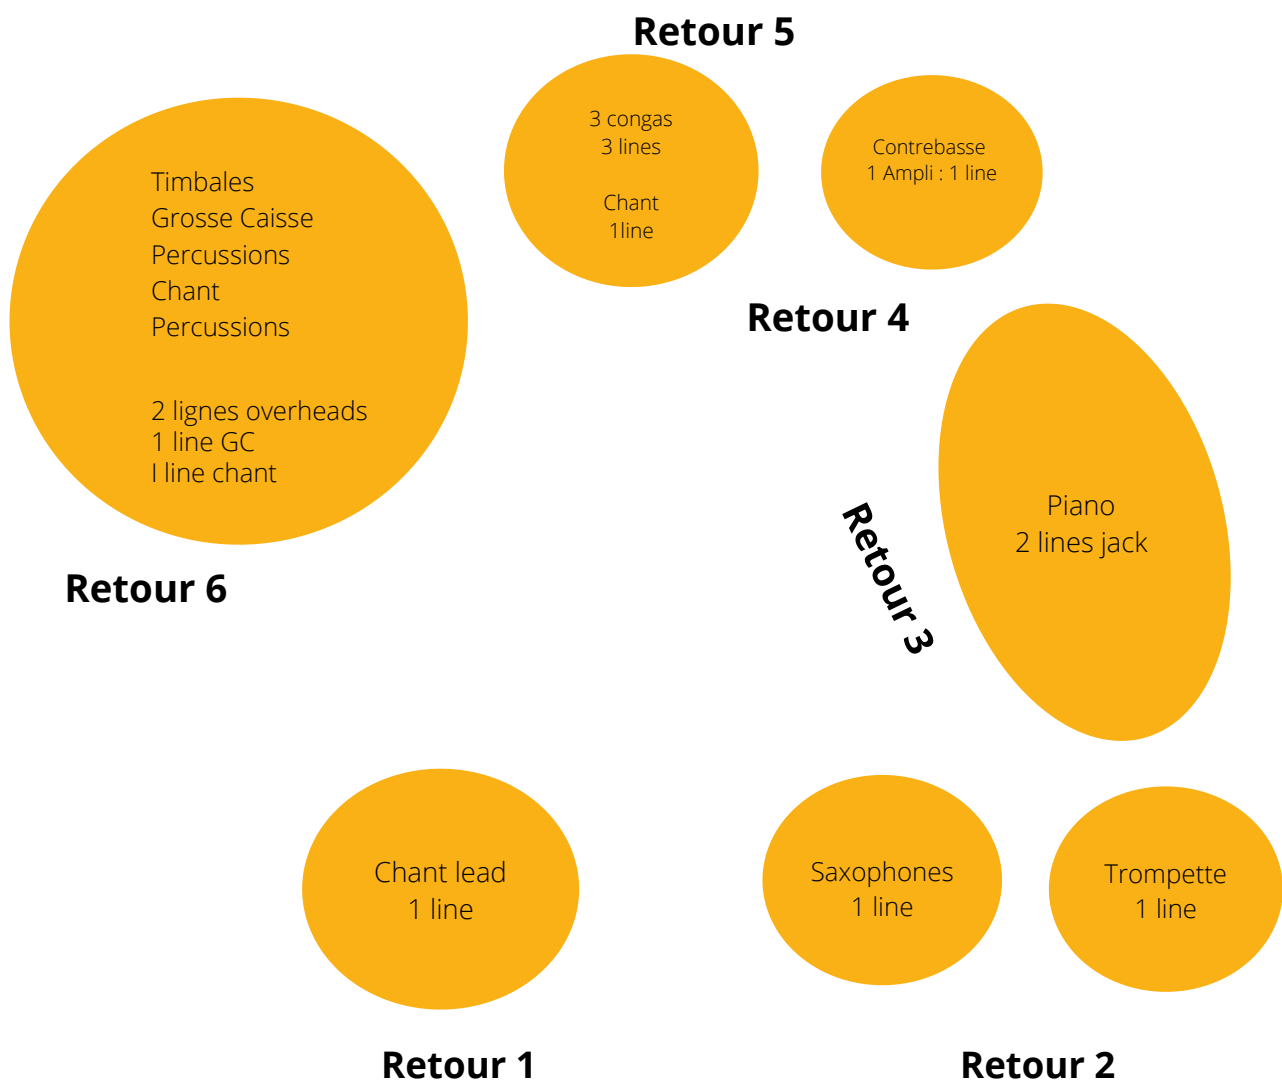 Retour 5
3 congas
3 lines
Chant
1line
Contrebasse
1 Ampli : 1 line
Timbales
Grosse Caisse
Percussions
Chant
Percussions
2 lignes overheads
1 line GC
I line chant
Retour 4
Piano
2 lines jack
Retour 3
Retour 6
Chant lead
1 line
Saxophones
1 line
Trompette
1 line
Retour 1
Retour 2